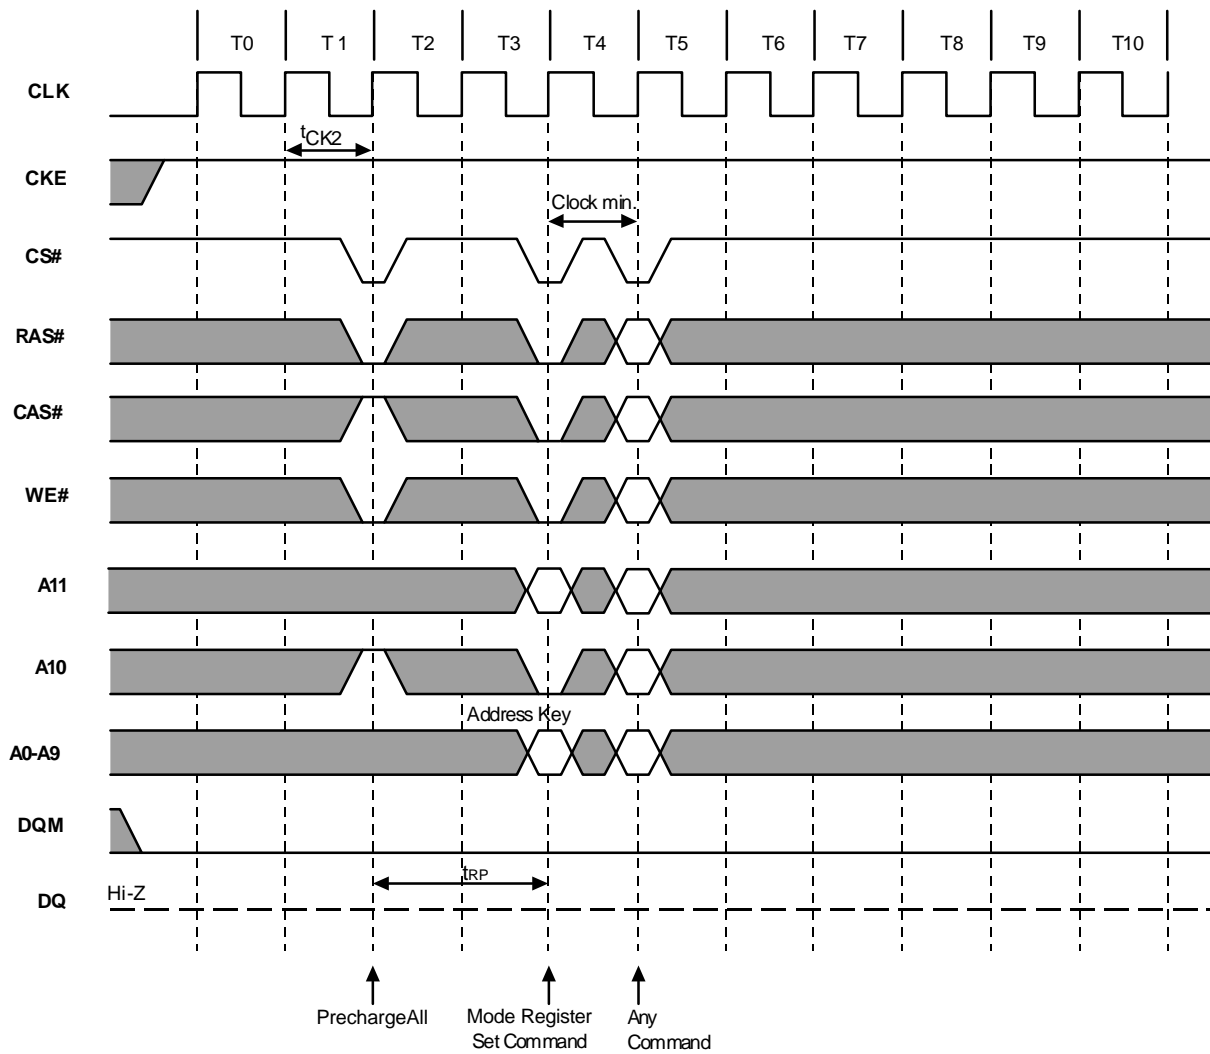 T0 T1 T2 T3 T4 T5 T6 T7 T8 T9 T10
CLK
tCK2
CKE
Clock min.
CS#
RAS#
CAS#
WE#
A11
A10
Address Key
A0-A9
DQM
tRP
Hi-Z
DQ
PrechargeAll
Mode Register
Set Command
Any
Command